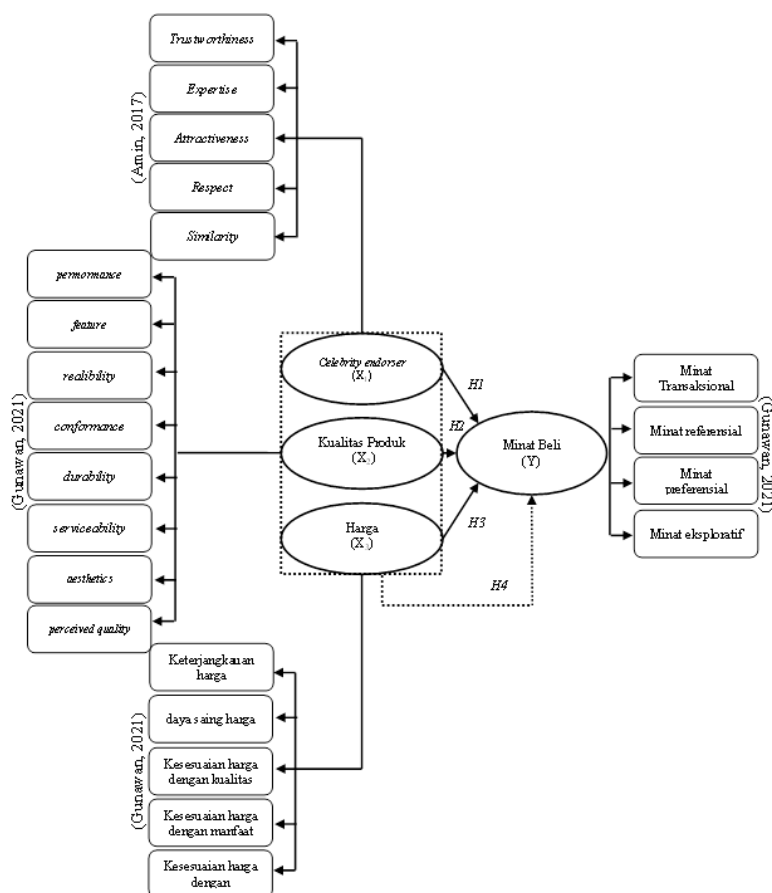 Trustworthiness
Expertise
Attractiveness
Respect
Similarity
(Amin, 2017)
permormance
feature
realibility
conformance
durability
serviceability
aesthetics
perceived quality
(Gunawan, 2021)
Celebrity endorser
(X1)
Kualitas Produk
(X2)
Harga
(X3)
H1
H2
H3
H4
Minat Beli
(Y)
Minat
Transaksional
Minat referensial
Minat
preferensial
Minat eksploratif
(Gunawan, 2021)
Keterjangkauan
harga
daya saing harga
Kesesuaian harga
dengan kualitas
Kesesuaian harga
dengan manfaat
Kesesuaian harga
dengan
(Gunawan, 2021)